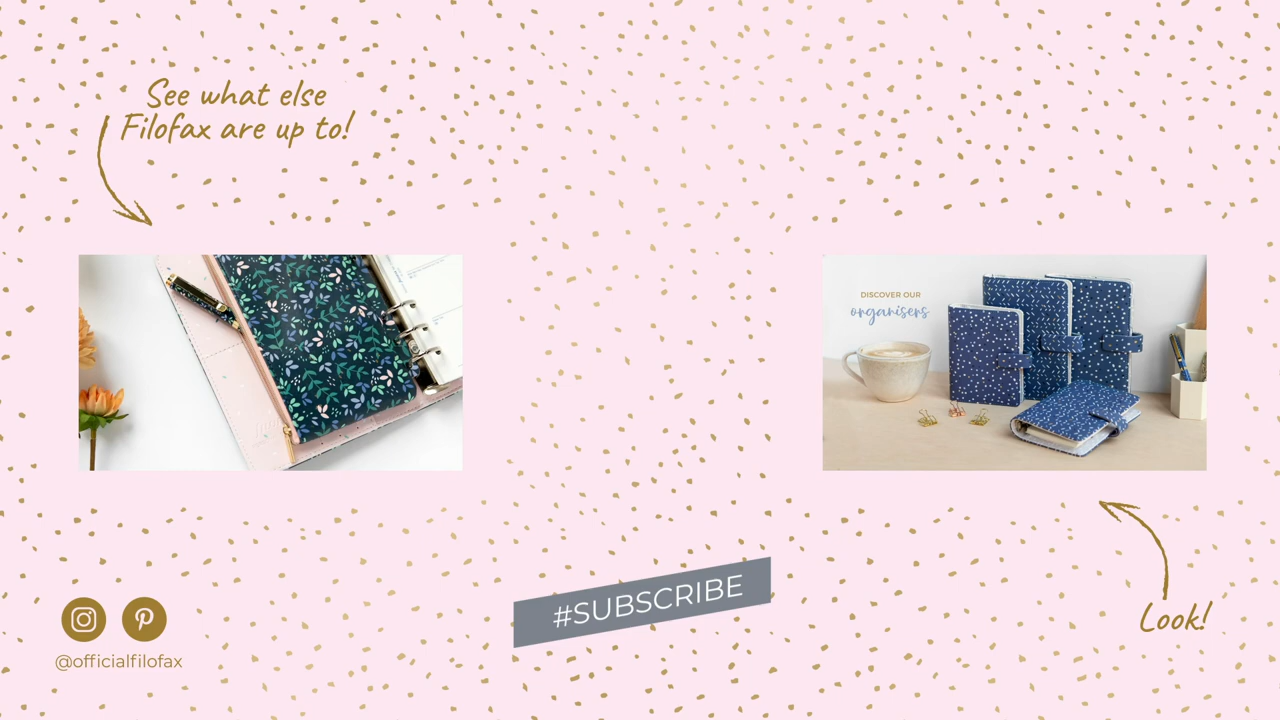 See what else
Filofax are up to!
DISCOVER OUR
organisers
#SUBSCRIBE
Look!
@officialfilofax